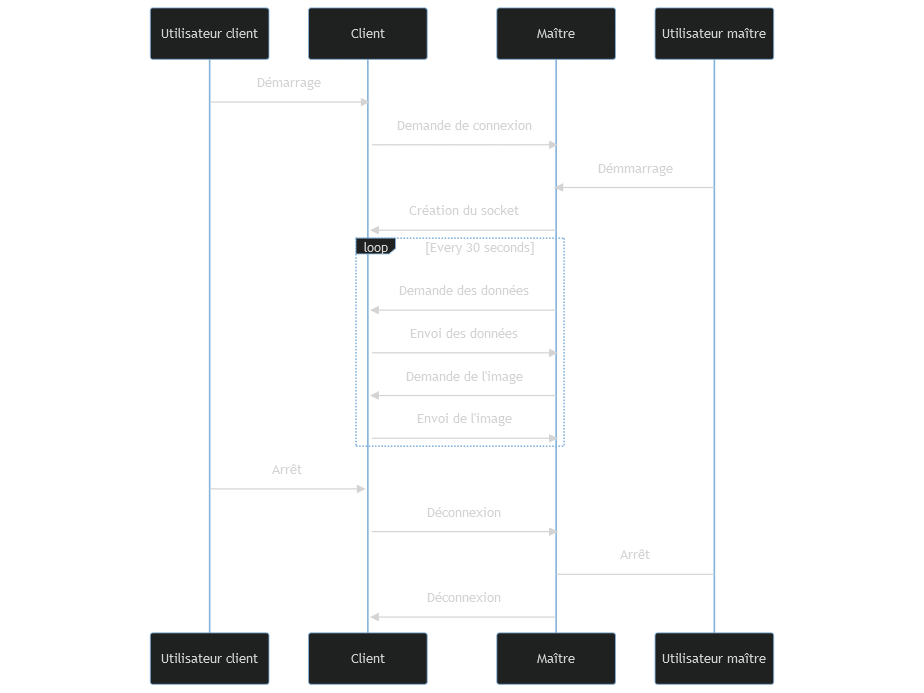 Utilisateur client
Client
Maître
Utilisateur maître
Démarrage
Demande de connexion
Démmarrage
Création du socket
loop
[Every 30 seconds]
Demande des données
Envoi des données
Demande de l'image
Envoi de l'image
Arrêt
Déconnexion
Arrêt
Déconnexion
Utilisateur client
Client
Maître
Utilisateur maître